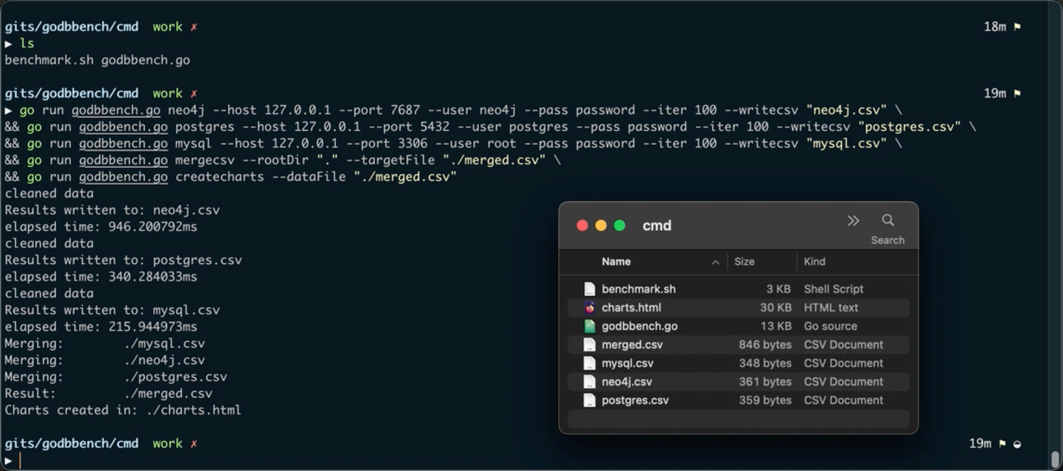 gits/godbbench/cmd work ✗ 18m ⚑
▶ ls
benchmark.sh godbbench.go
gits/godbbench/cmd work ✗ 19m ⚑
▶ go run godbbench.go neo4j --host 127.0.0.1 --port 7687 --user neo4j --pass password --iter 100 --writecsv "neo4j.csv" \
&& go run godbbench.go postgres --host 127.0.0.1 --port 5432 --user postgres --pass password --iter 100 --writecsv "postgres.csv" \
&& go run godbbench.go mysql --host 127.0.0.1 --port 3306 --user root --pass password --iter 100 --writecsv "mysql.csv" \
&& go run godbbench.go mergecsv --rootDir "." --targetFile "./merged.csv" \
&& go run godbbench.go createcharts --dataFile "./merged.csv"
cleaned data
Results written to: neo4j.csv
elapsed time: 946.200792ms
cleaned data
Results written to: postgres.csv
elapsed time: 340.284033ms
cleaned data
Results written to: mysql.csv
elapsed time: 215.944973ms
Merging: ./mysql.csv
Merging: ./neo4j.csv
Merging: ./postgres.csv
Result: ./merged.csv
Charts created in: ./charts.html
gits/godbbench/cmd work ✗ 19m ⚑
▶
cmd
Search
Name Size Kind
benchmark.sh 3 KB Shell Script
charts.html 30 KB HTML text
godbbench.go 13 KB Go source
merged.csv 846 bytes CSV Document
mysql.csv 348 bytes CSV Document
neo4j.csv 361 bytes CSV Document
postgres.csv 359 bytes CSV Document